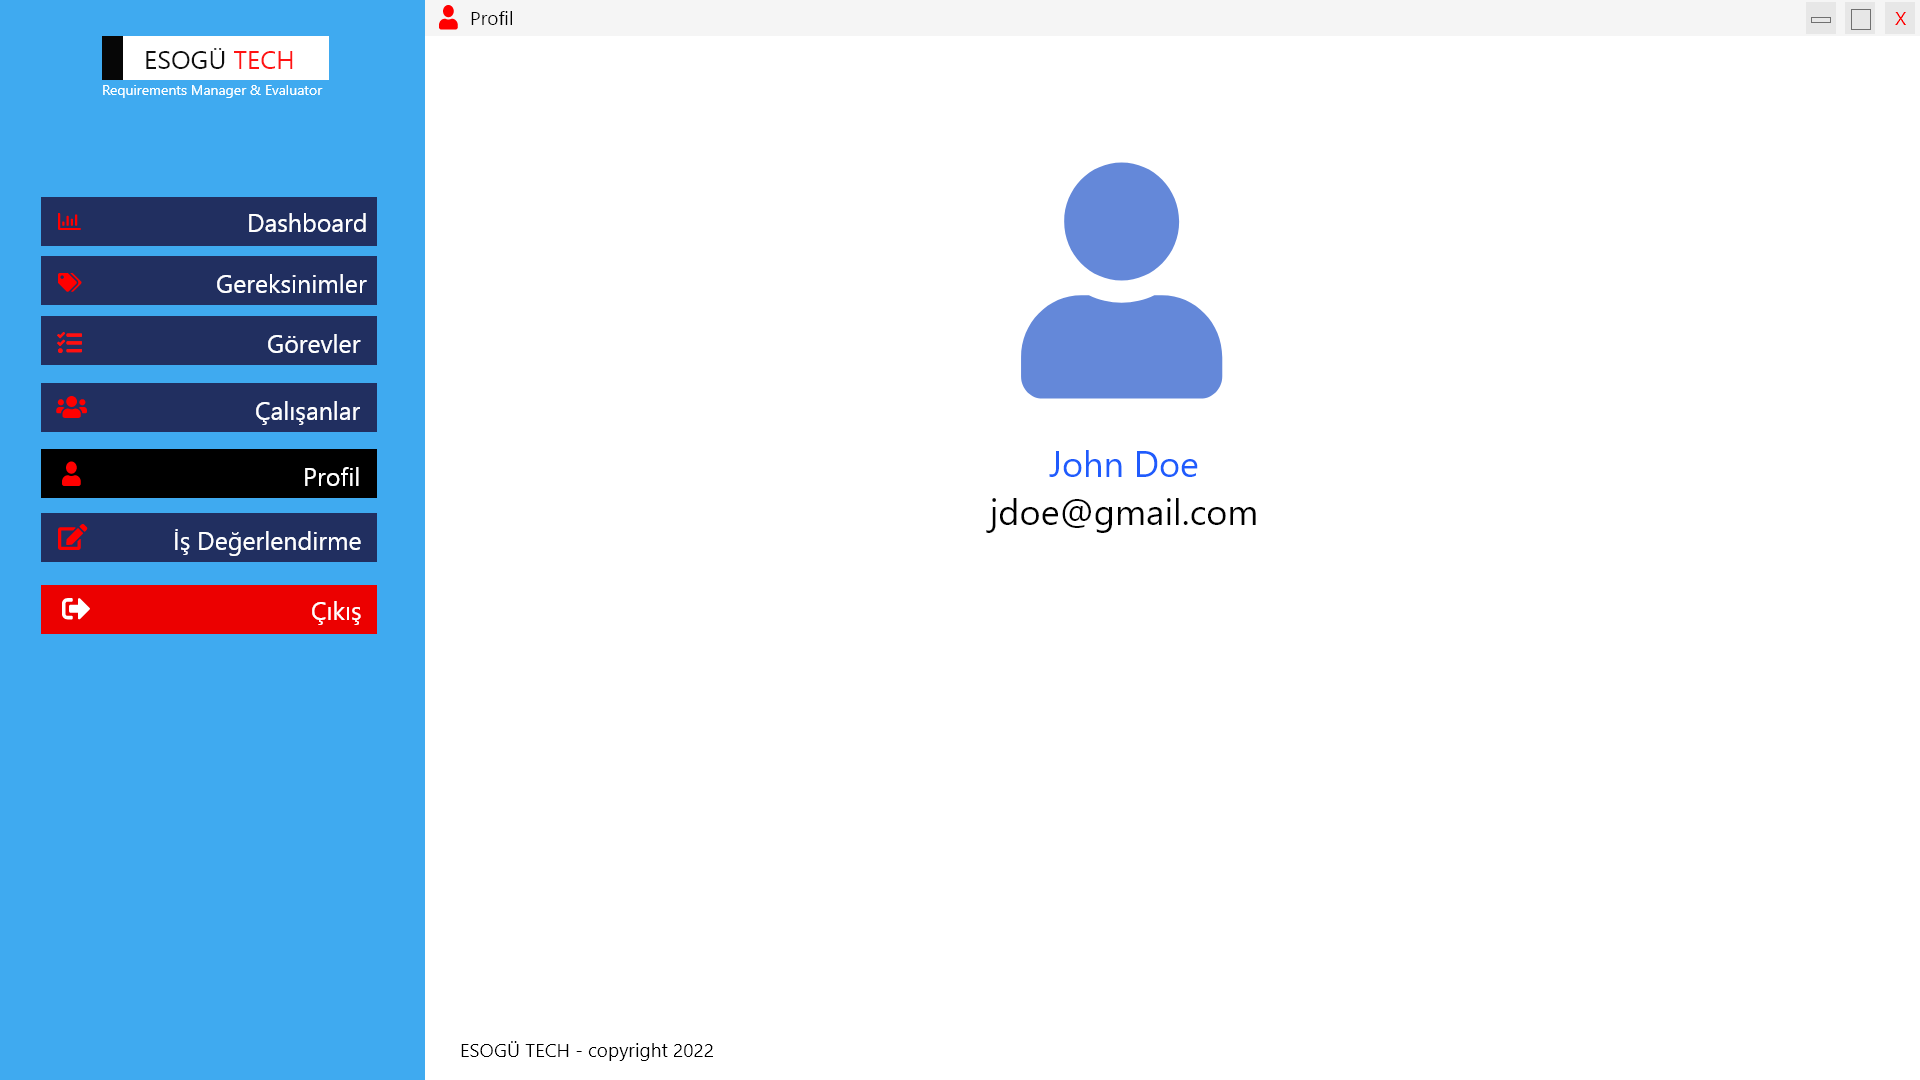 ESOGÜ TECH
Requirements Manager & Evaluator
Dashboard
Gereksinimler
Görevler
Çalışanlar
Profil
İş Değerlendirme
Çıkış
Profil
X
John Doe
jdoe@gmail.com
ESOGÜ TECH - copyright 2022